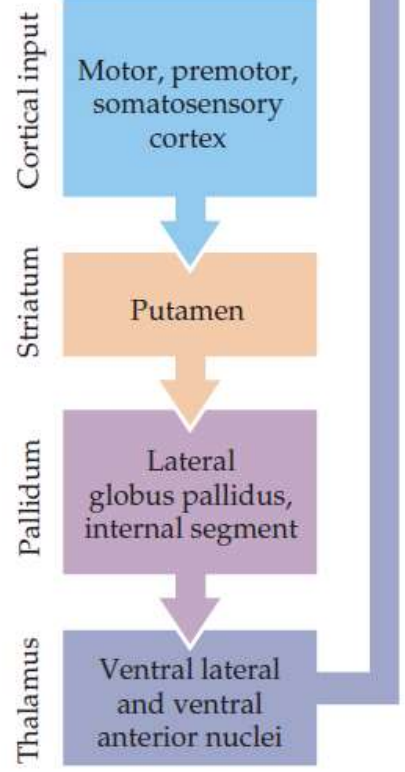 Cortical input
Motor, premotor,
somatosensory
cortex
Striatum
Putamen
Pallidum
Lateral
globus pallidus,
internal segment
Thalamus
Ventral lateral
and ventral
anterior nuclei